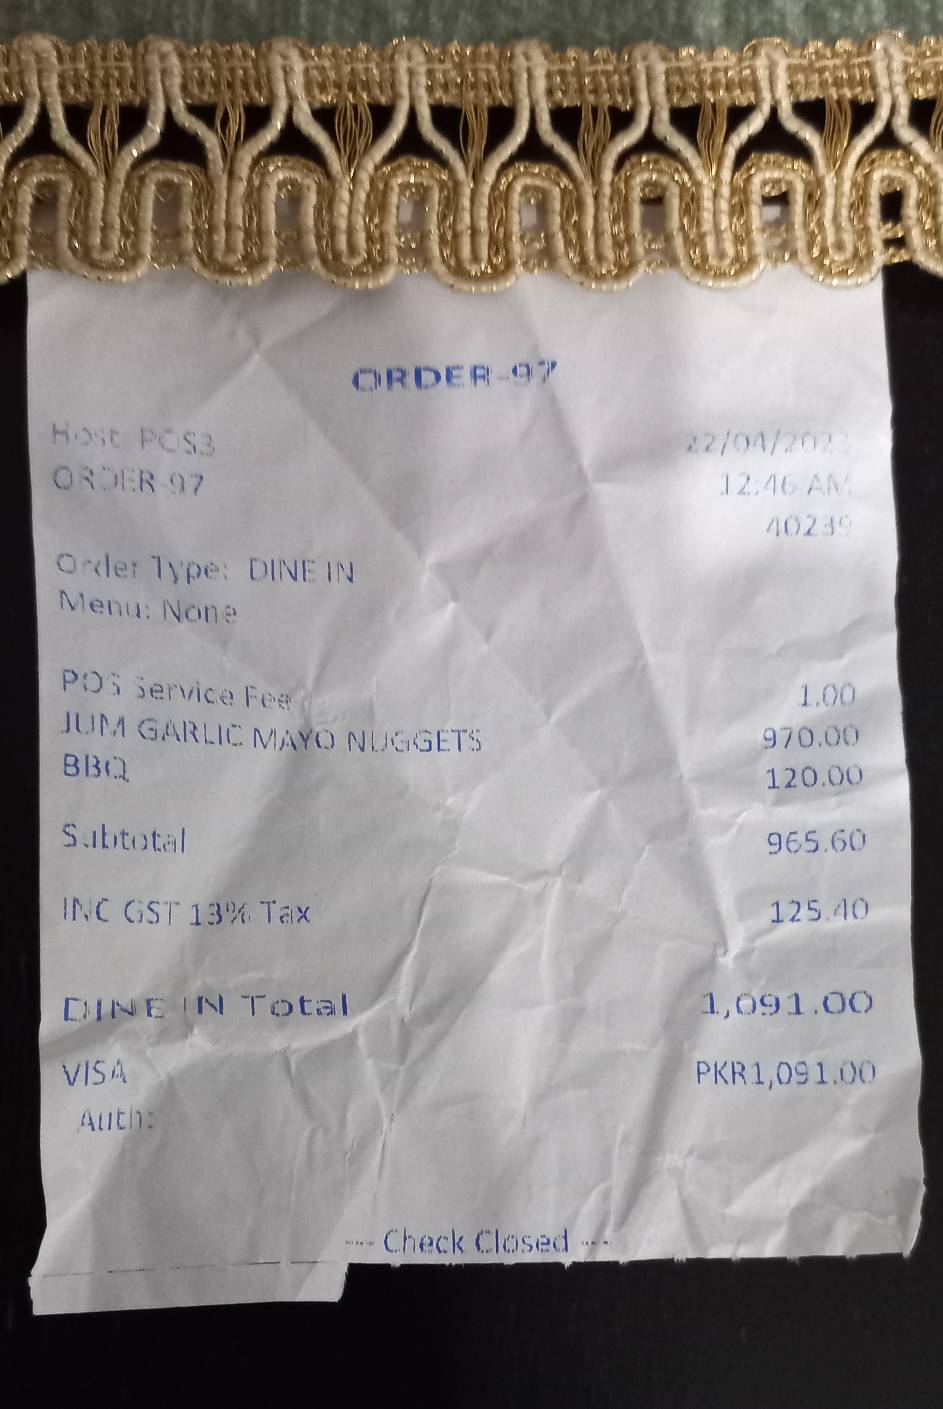 ORDER-97
Host: POS3 22/04/2023
ORDER-97 12:46 AM
40239
Order Type: DINE IN
Menu: None
POS Service Fee 1.00
JUM GARLIC MAYO NUGGETS 970.00
BBQ 120.00
Subtotal 965.60
INC GST 13% Tax 125.40
DINE IN Total 1,091.00
VISA PKR1,091.00
Auth:
--- Check Closed ---